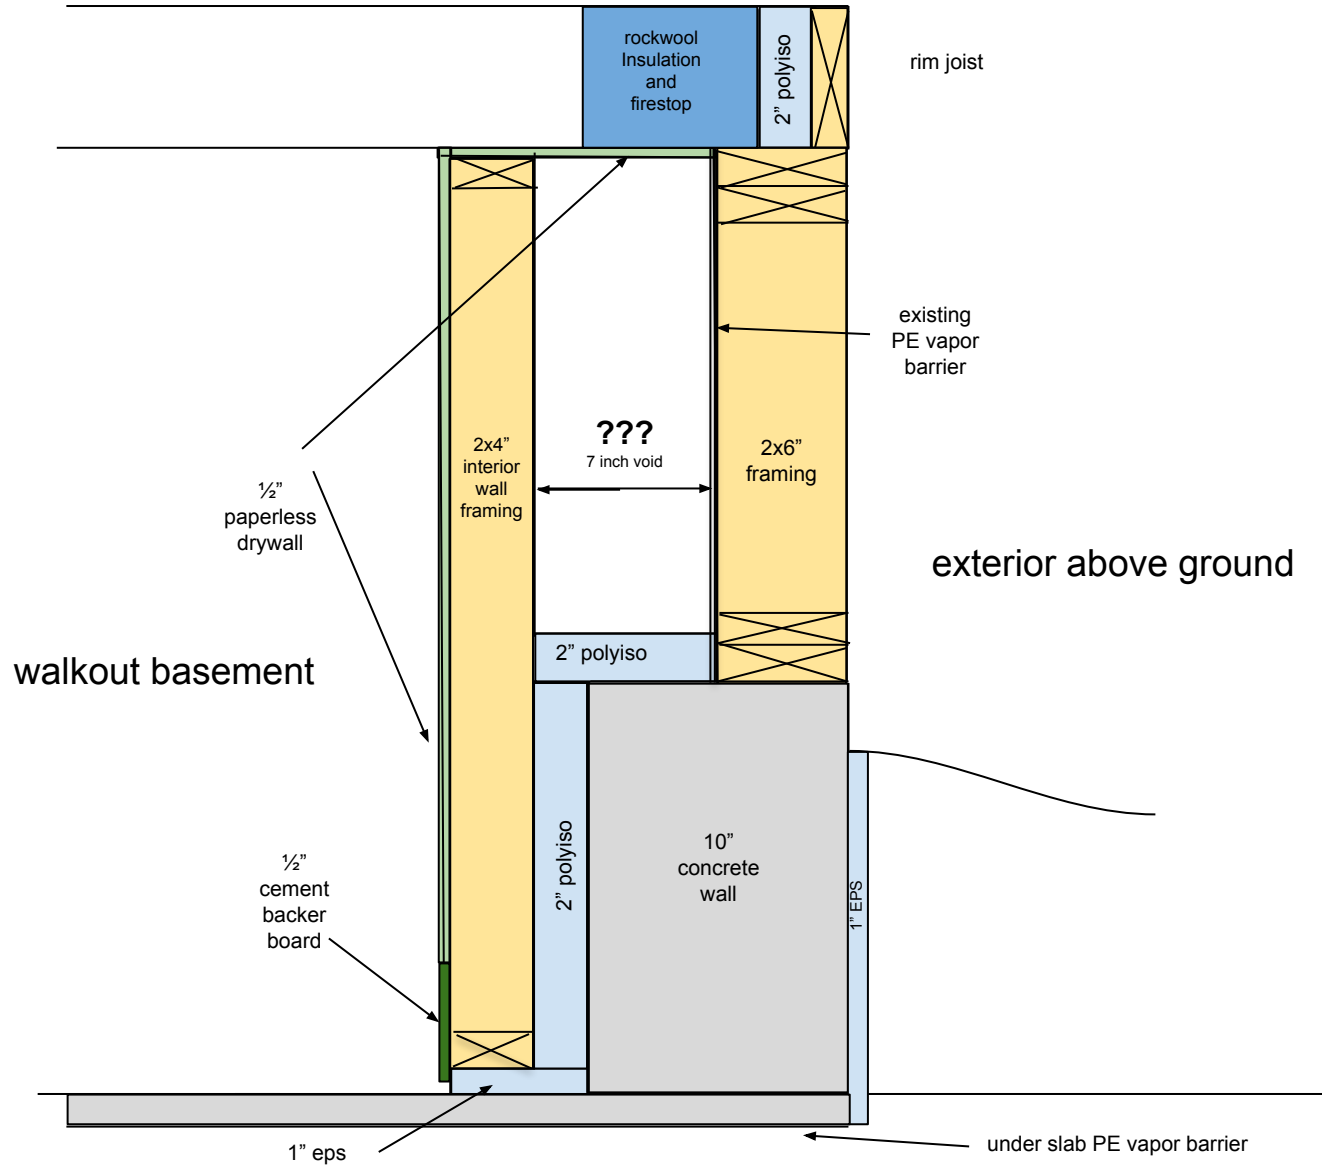 rockwool
Insulation
and
firestop
2” polyiso
rim joist
existing
PE vapor
barrier
???
7 inch void
2x4”
interior
wall
framing
2x6”
framing
½”
paperless
drywall
exterior above ground
2” polyiso
walkout basement
2” polyiso
10”
concrete
wall
1” EPS
½”
cement
backer
board
1” eps
under slab PE vapor barrier